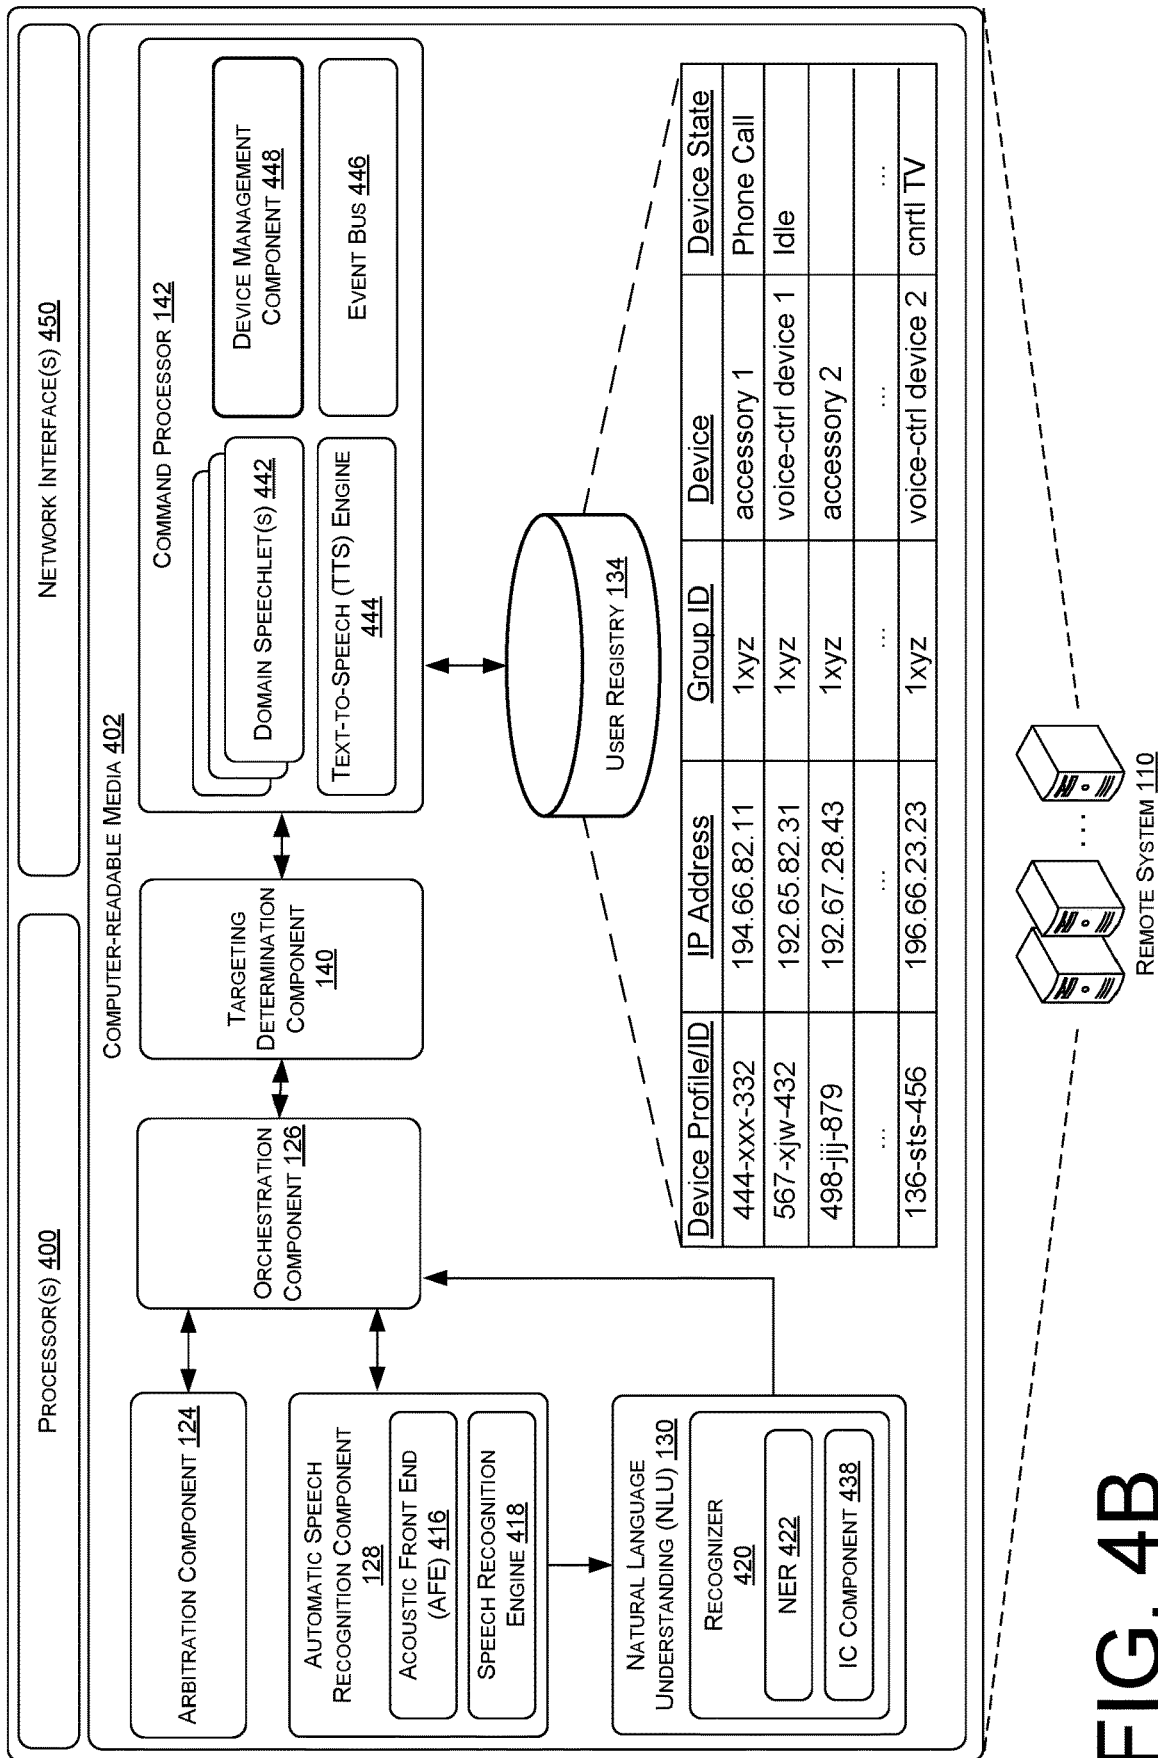 PROCESSOR(S) 400
NETWORK INTERFACE(S) 450
COMPUTER-READABLE MEDIA 402
ARBITRATION COMPONENT 124
AUTOMATIC SPEECH
RECOGNITION COMPONENT
128
ACOUSTIC FRONT END
(AFE) 416
SPEECH RECOGNITION
ENGINE 418
NATURAL LANGUAGE
UNDERSTANDING (NLU) 130
RECOGNIZER
420
NER 422
IC COMPONENT 438
ORCHESTRATION
COMPONENT 126
TARGETING
DETERMINATION
COMPONENT
140
COMMAND PROCESSOR 142
DOMAIN SPEECHLET(S) 442
TEXT-TO-SPEECH (TTS) ENGINE
444
DEVICE MANAGEMENT
COMPONENT 448
EVENT BUS 446
USER REGISTRY 134
Device Profile/ID IP Address Group ID Device Device State
444-xxx-332 194.66.82.11 1xyz accessory 1 Phone Call
567-xjw-432 192.65.82.31 1xyz voice-ctrl device 1 Idle
498-jij-879 192.67.28.43 1xyz accessory 2
... ... ... ... ...
136-sts-456 196.66.23.23 1xyz voice-ctrl device 2 cnrtl TV
...
REMOTE SYSTEM 110
FIG. 4B